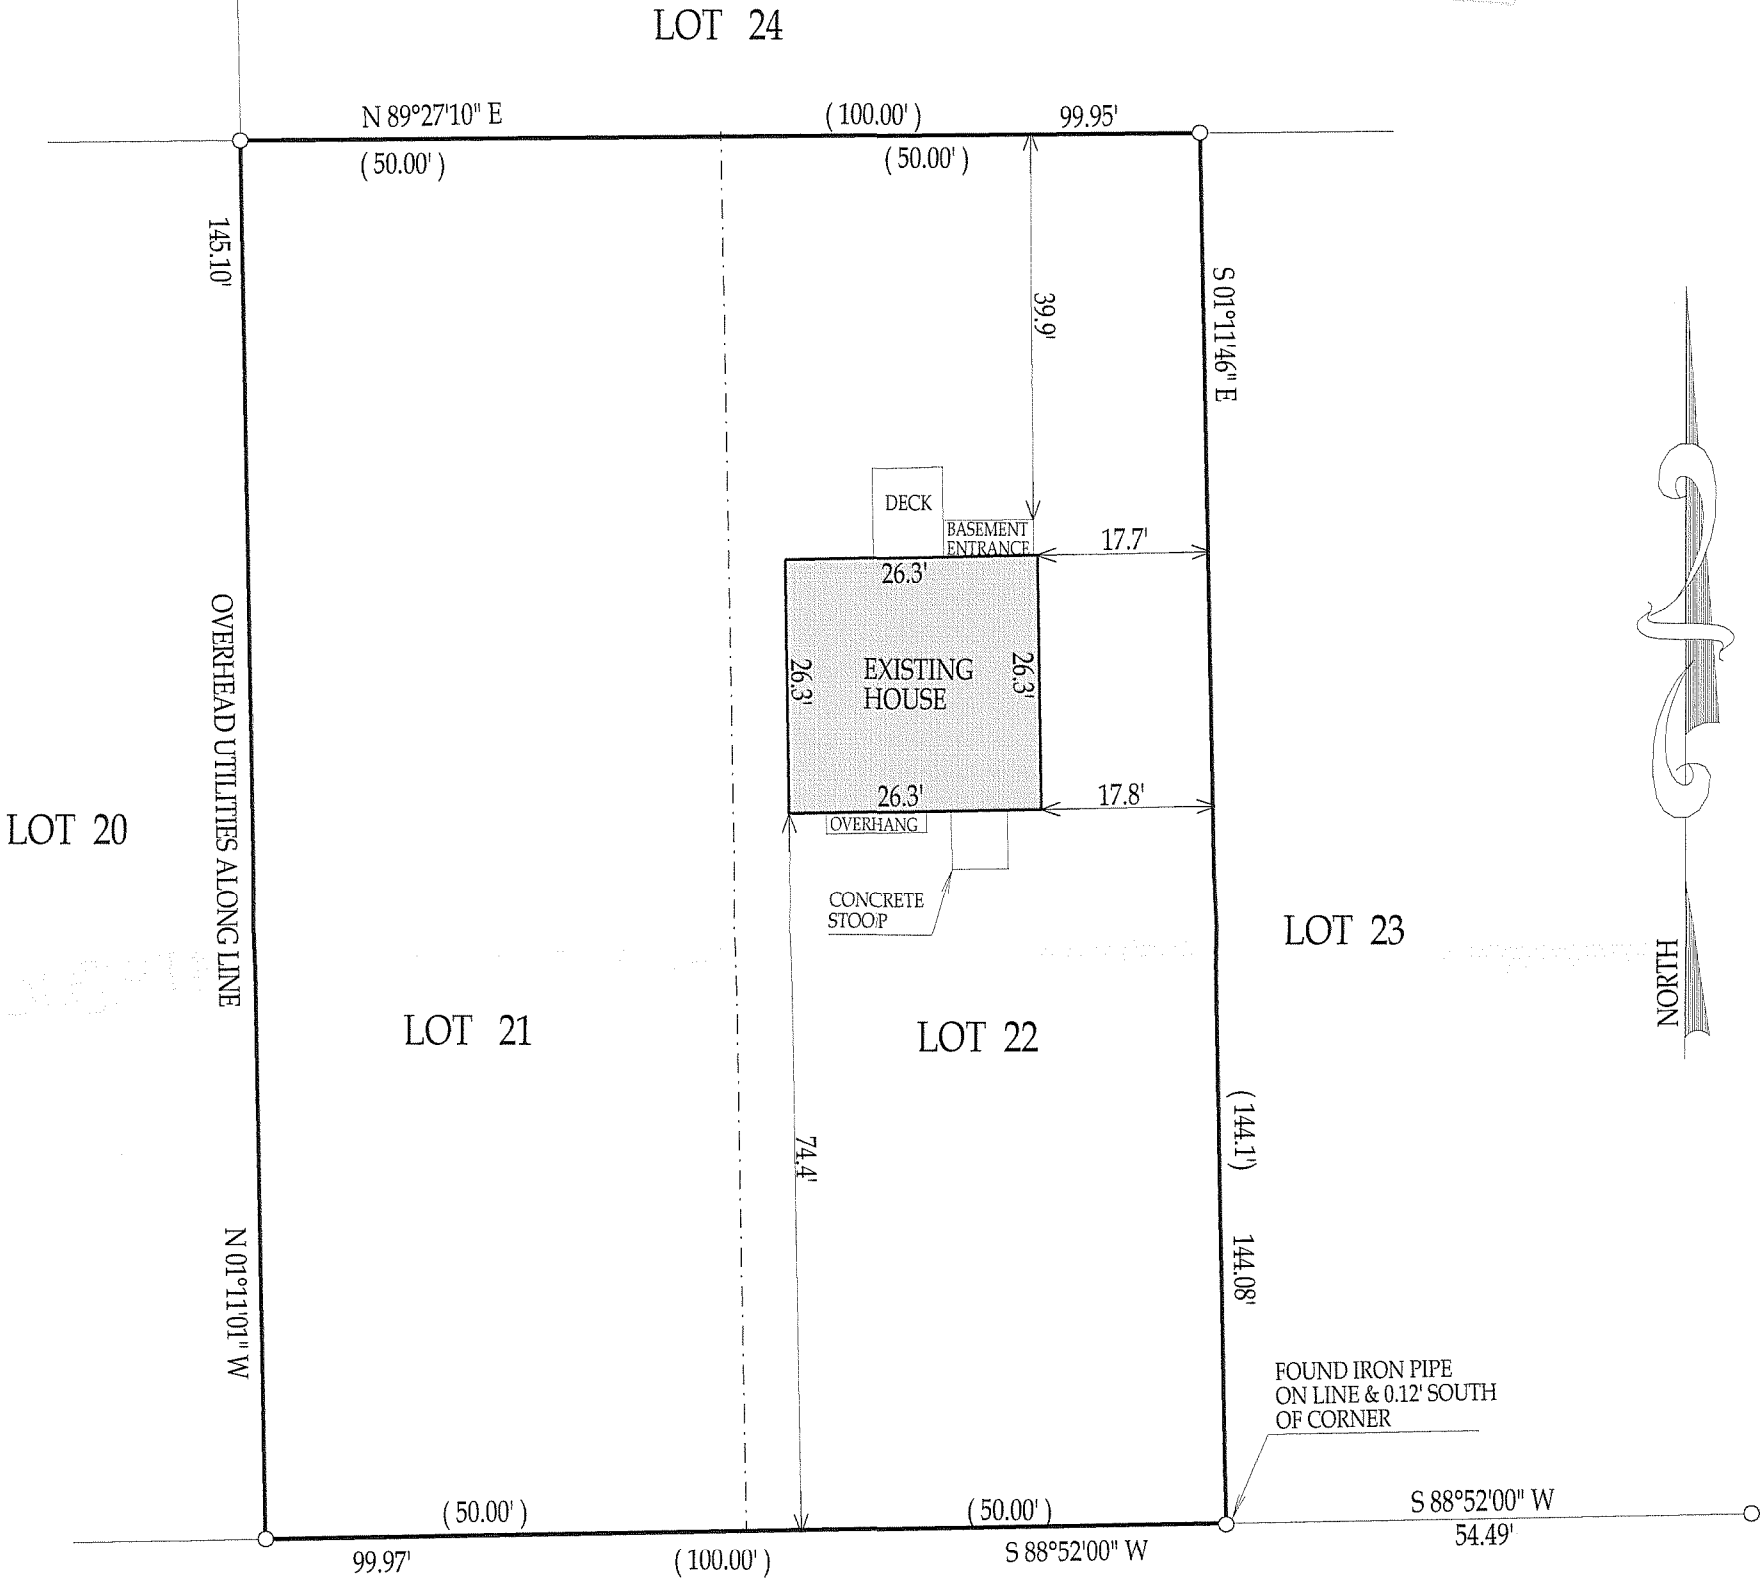 LOT 24
N 89°27'10" E
( 100.00' )
99.95'
( 50.00' )
( 50.00' )
145.10'
S 01°11'46" E
39.9'
DECK
BASEMENT
ENTRANCE
17.7'
26.3'
OVERHEAD UTILITIES ALONG LINE
26.3'
EXISTING
HOUSE
26.3'
26.3'
17.8'
OVERHANG
LOT 20
CONCRETE
STOOP
LOT 23
NORTH
LOT 21
LOT 22
74.4'
( 144.1')
N 01°11'01" W
144.08'
FOUND IRON PIPE
ON LINE & 0.12' SOUTH
OF CORNER
( 50.00' )
( 50.00' )
S 88°52'00" W
54.49'
99.97'
( 100.00' )
S 88°52'00" W